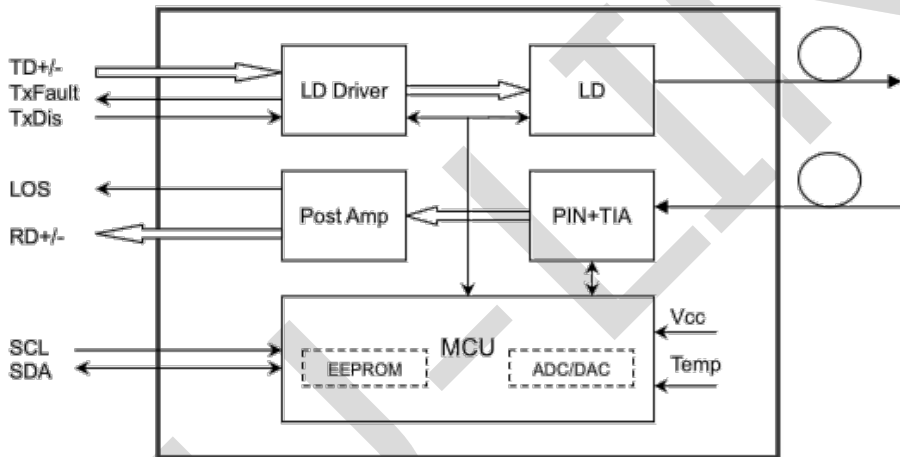 TD+/-
TxFault
TxDis
LD Driver
LD
LOS
RD+/-
Post Amp
PIN+TIA
SCL
SDA
MCU
EEPROM
ADC/DAC
Vcc
Temp